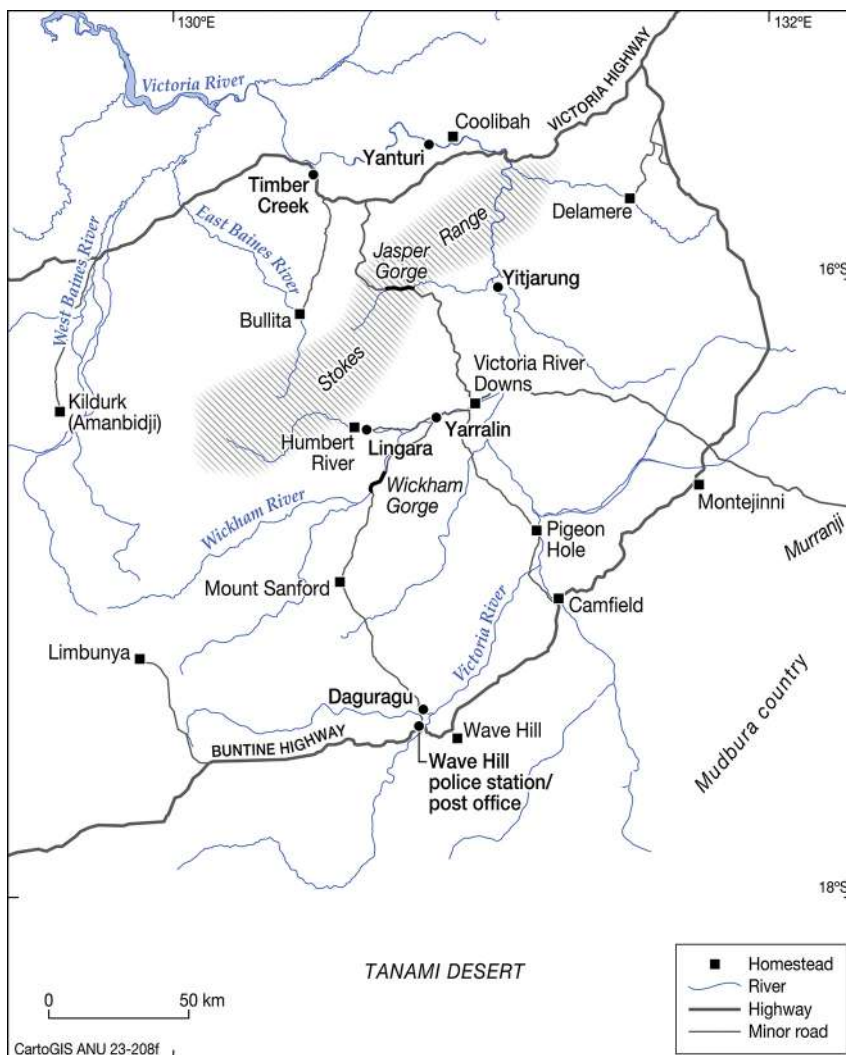 130°E
132°E
Victoria River
VICTORIA HIGHWAY
Coolibah
Yanturi
Timber
Creek
East Baines River
Range
Delamere
Jasper
Gorge
West Baines River
16°S
Yitjarung
Bullita
Stokes
Victoria River
Downs
Kildurk
(Amanbidji)
Humbert
River
Lingara
Yarralin
Wickham
Gorge
Montejinni
Wickham River
Pigeon
Hole
Murranji
Mount Sanford
Camfield
Victoria River
Limbunya
Mudbura country
Daguragu
Wave Hill
BUNTINE HIGHWAY
Wave Hill
police station/
post office
18°S
TANAMI DESERT
Homestead
River
Highway
Minor road
0
50 km
CartoGIS ANU 23-208f